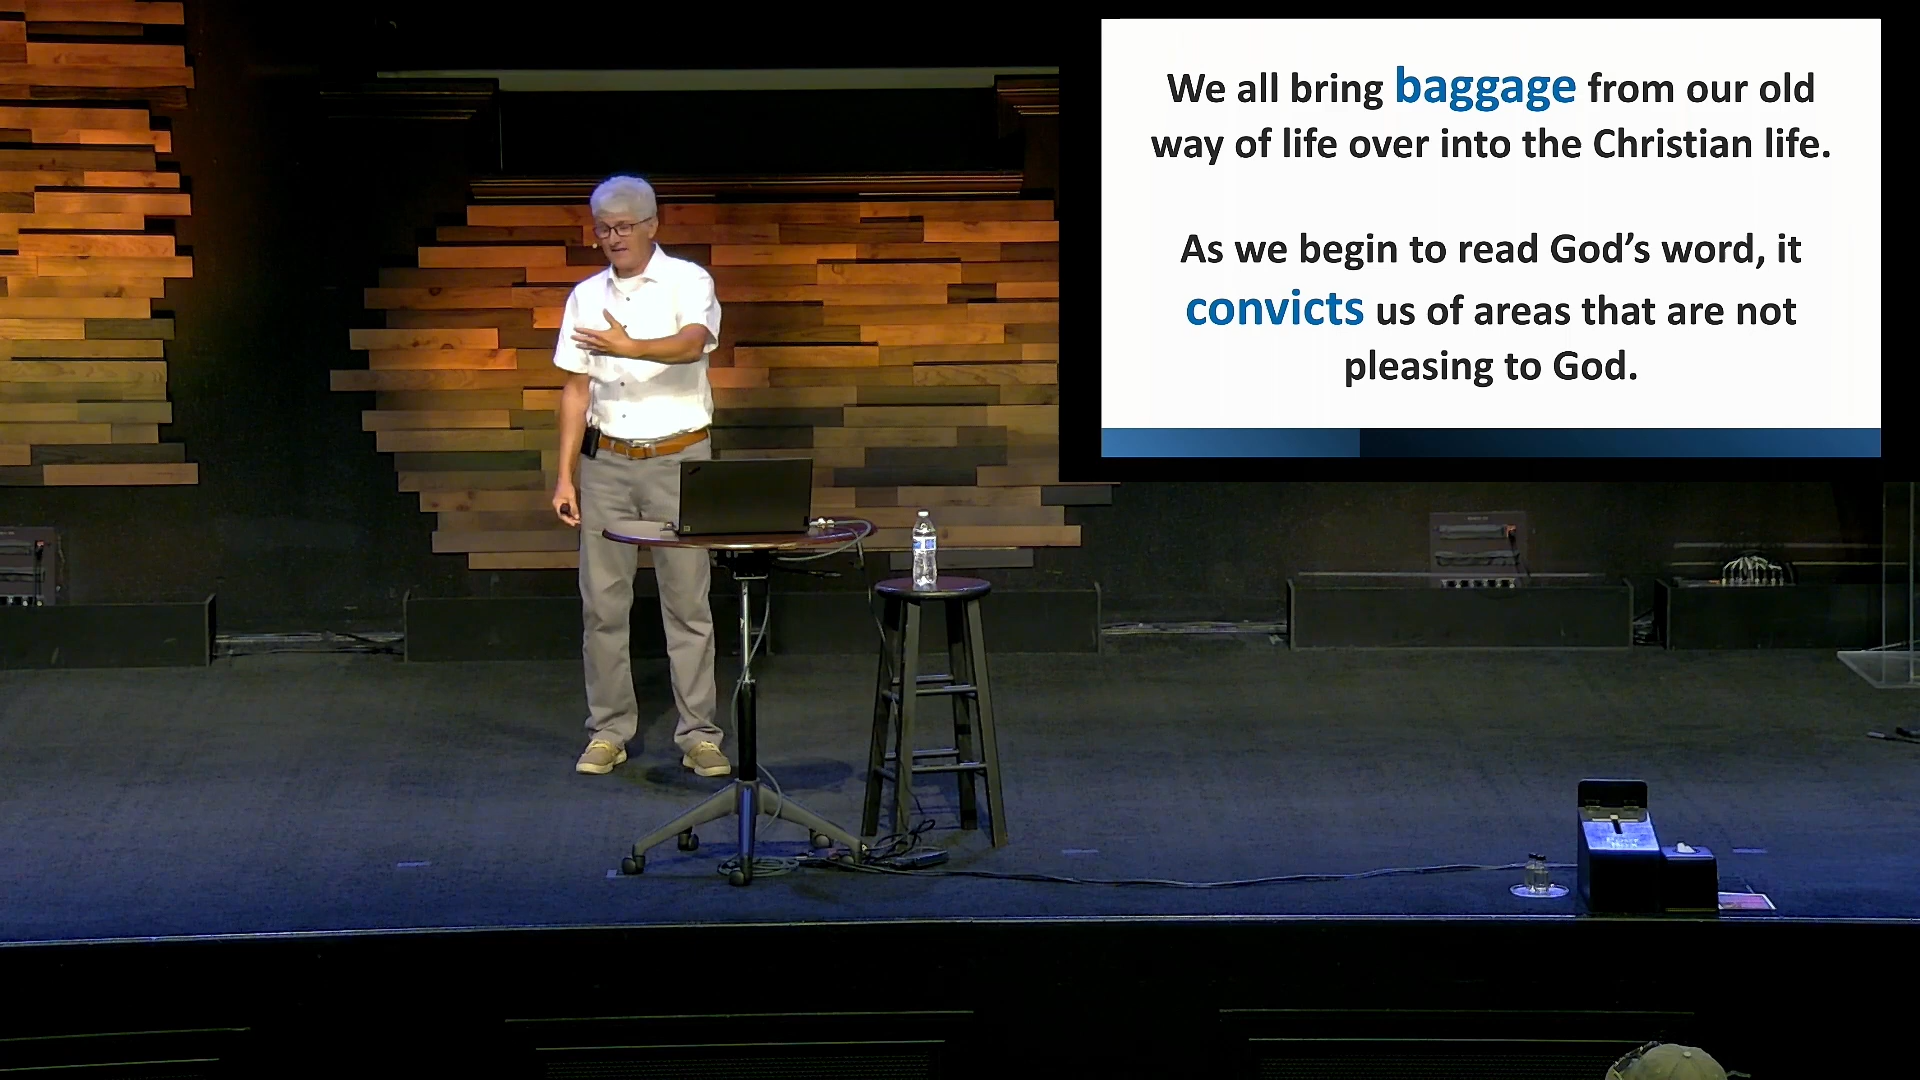 We all bring baggage from our old
way of life over into the Christian life.
As we begin to read God’s word, it
convicts us of areas that are not
pleasing to God.